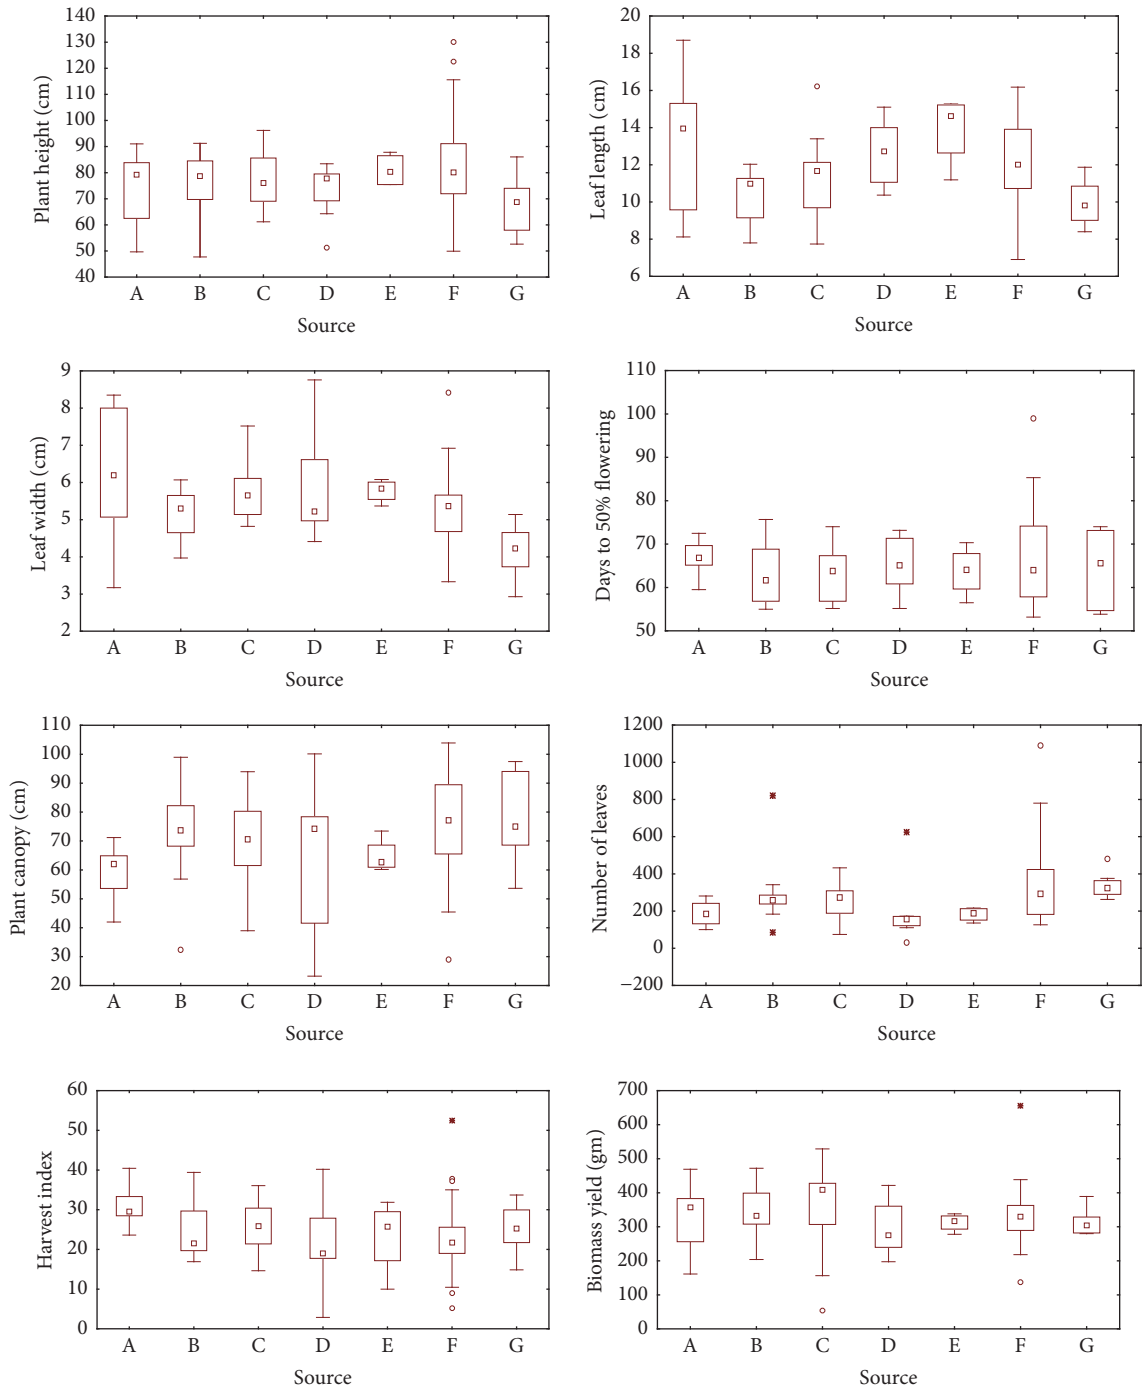 Plant height (cm)
140
130
120
110
100
90
80
70
60
50
40
A B C D E F G
Source
Leaf length (cm)
20
18
16
14
12
10
8
6
A B C D E F G
Source
Leaf width (cm)
9
8
7
6
5
4
3
2
A B C D E F G
Source
Days to 50% flowering
110
100
90
80
70
60
50
A B C D E F G
Source
Plant canopy (cm)
110
100
90
80
70
60
50
40
30
20
A B C D E F G
Source
Number of leaves
1200
1000
800
600
400
200
0
−200
A B C D E F G
Source
Harvest index
60
50
40
30
20
10
0
A B C D E F G
Source
Biomass yield (gm)
700
600
500
400
300
200
100
0
A B C D E F G
Source